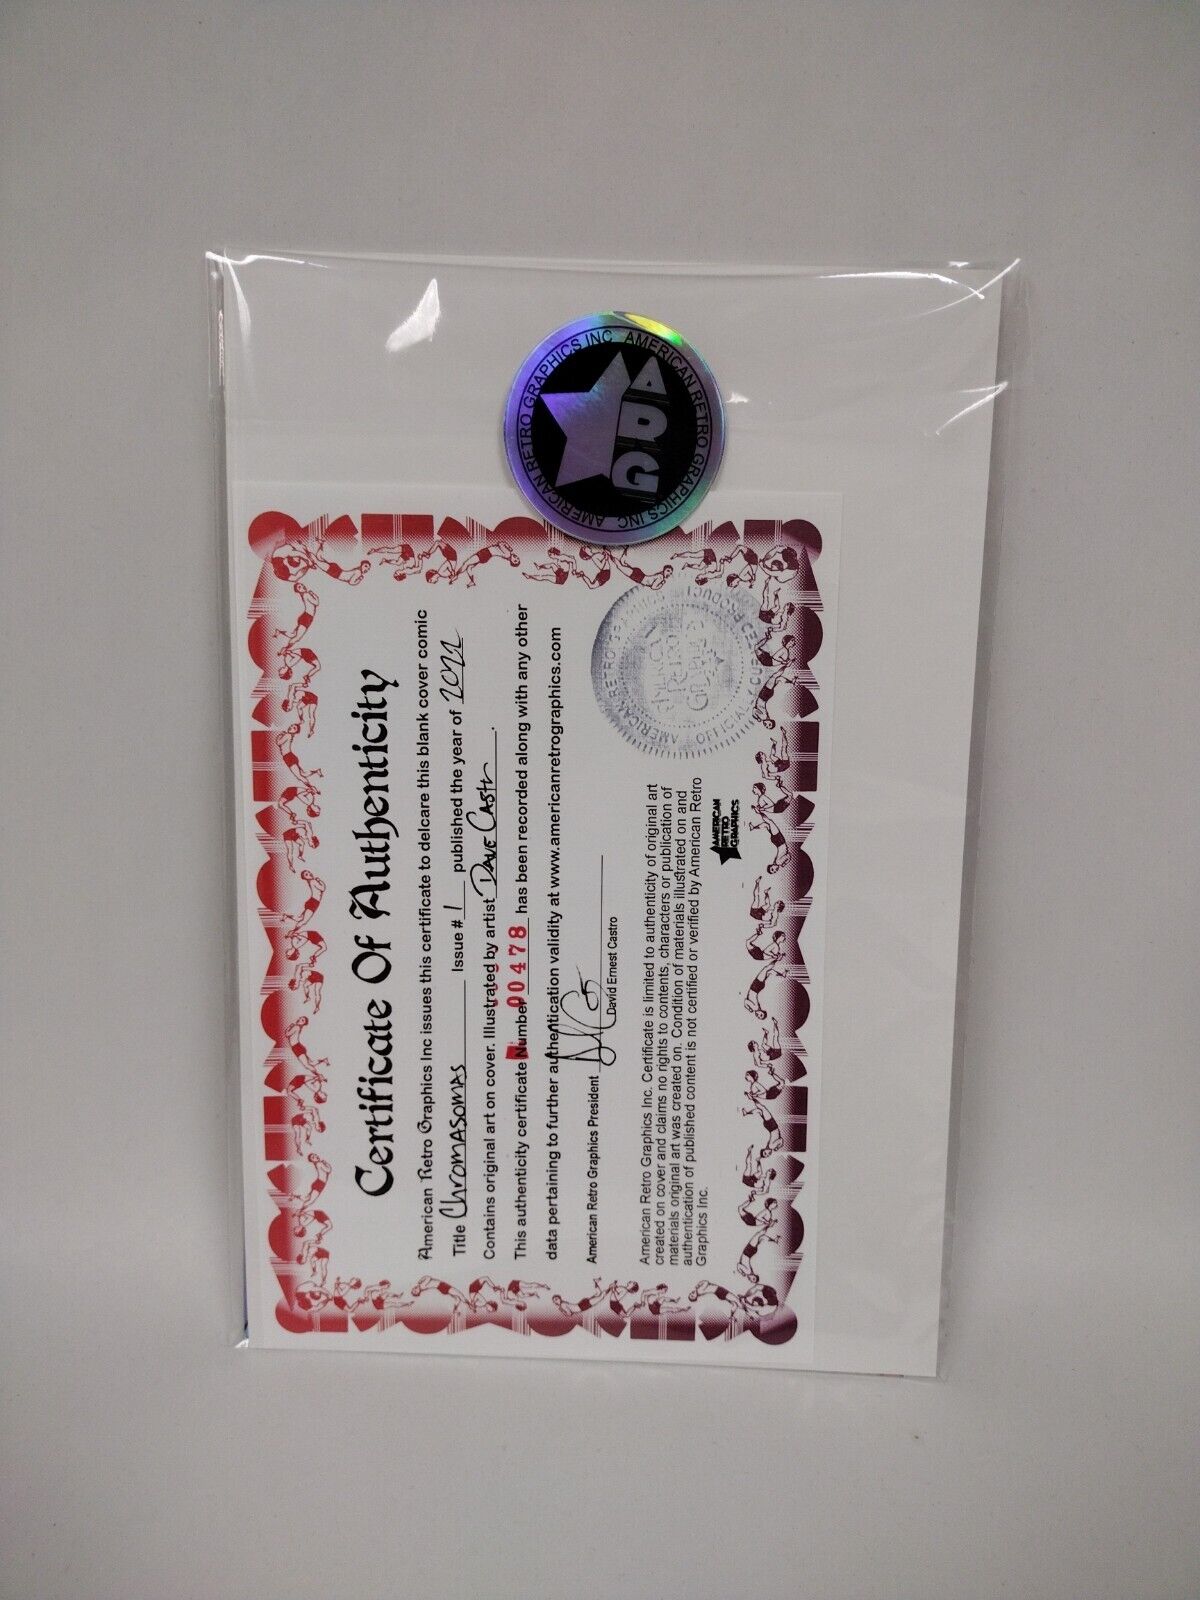 Certificate Of Authenticity
American Retro Graphics Inc issues this certificate to delcare this blank cover comic
Title ChromASomAS Issue # 1 published the year of 2022
Contains original art on cover. Illustrated by artist DAVE CASTr.
This authenticity certificate Number 00478 has been recorded along with any other
data pertaining to further authentication validity at www.americanretrographics.com
American Retro Graphics President
David Ernest Castro
American Retro Graphics Inc. Certificate is limited to authenticity of original art
created on cover and claims no rights to contents, characters or publication of
materials original art was created on. Condition of materials illustrated on and
authentication of published content is not certified or verified by American Retro
Graphics Inc.
AMERICAN
RETRO
GRAPHICS
AMERICAN RETRO GRAPHICS INC
AMERICAN RETRO GRAPHICS INC
ARG